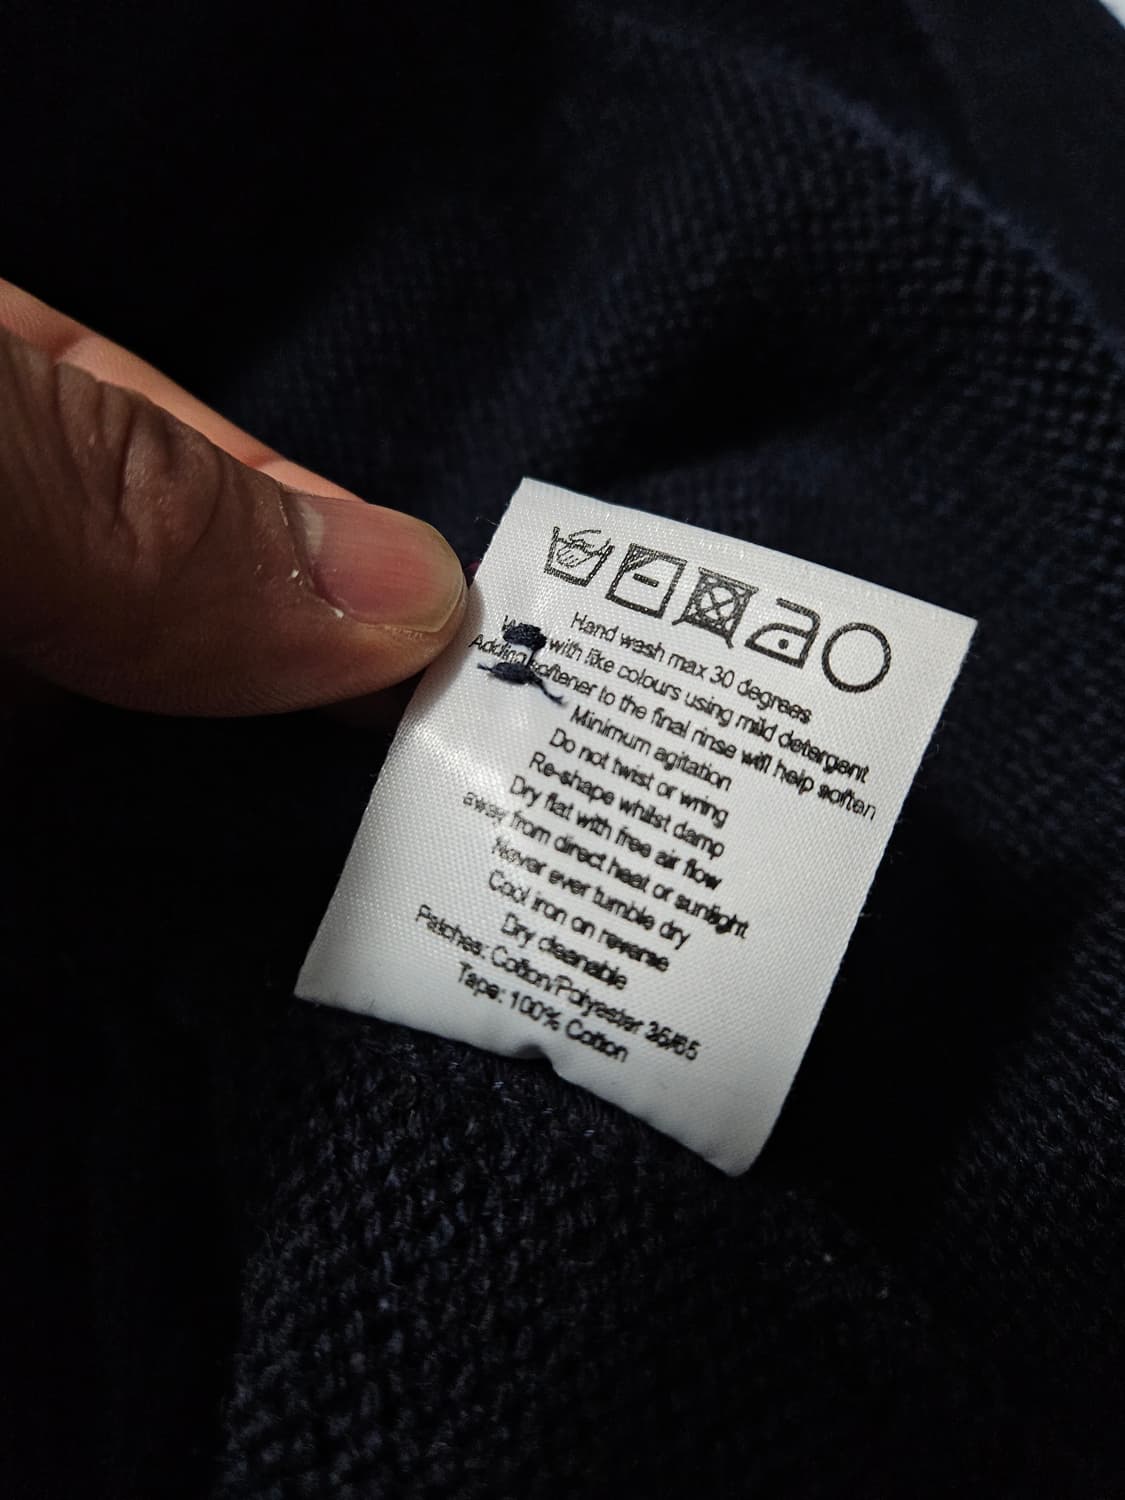 Hand wash max 30 degrees
with like colours using mild detergent
Adding softener to the final rinse will help soften
Minimum agitation
Do not twist or wring
Re-shape whilst damp
Dry flat with free air flow
away from direct heat or sunlight
Never ever tumble dry
Cool iron on reverse
Dry cleanable
Patches: Cotton/Polyester 35/65
Tape: 100% Cotton